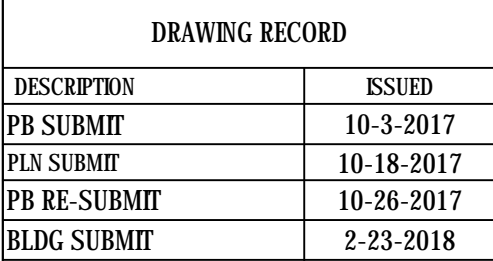 DRAWING RECORD
DESCRIPTION ISSUED
PB SUBMIT 10-3-2017
PLN SUBMIT 10-18-2017
PB RE-SUBMIT 10-26-2017
BLDG SUBMIT 2-23-2018